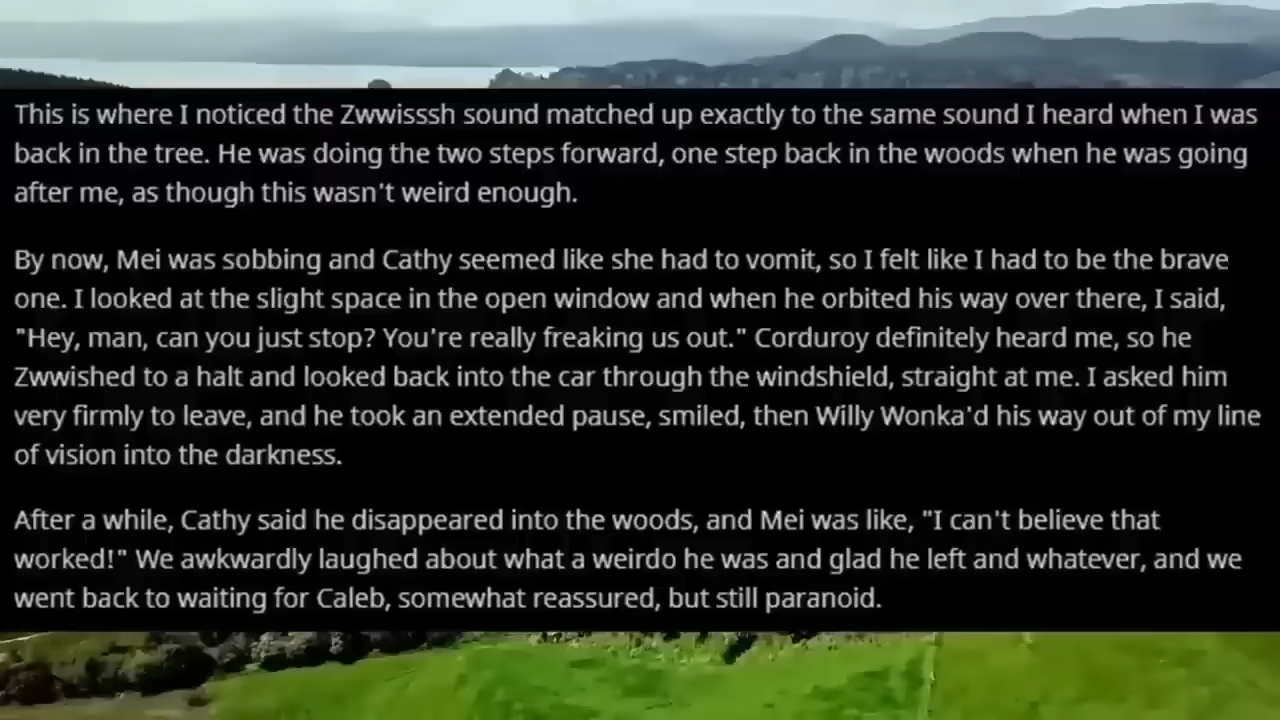 This is where I noticed the Zwwisssh sound matched up exactly to the same sound I heard when I was
back in the tree. He was doing the two steps forward, one step back in the woods when he was going
after me, as though this wasn't weird enough.
By now, Mei was sobbing and Cathy seemed like she had to vomit, so I felt like I had to be the brave
one. I looked at the slight space in the open window and when he orbited his way over there, I said,
"Hey, man, can you just stop? You're really freaking us out." Corduroy definitely heard me, so he
Zwwished to a halt and looked back into the car through the windshield, straight at me. I asked him
very firmly to leave, and he took an extended pause, smiled, then Willy Wonka'd his way out of my line
of vision into the darkness.
After a while, Cathy said he disappeared into the woods, and Mei was like, "I can't believe that
worked!" We awkwardly laughed about what a weirdo he was and glad he left and whatever, and we
went back to waiting for Caleb, somewhat reassured, but still paranoid.